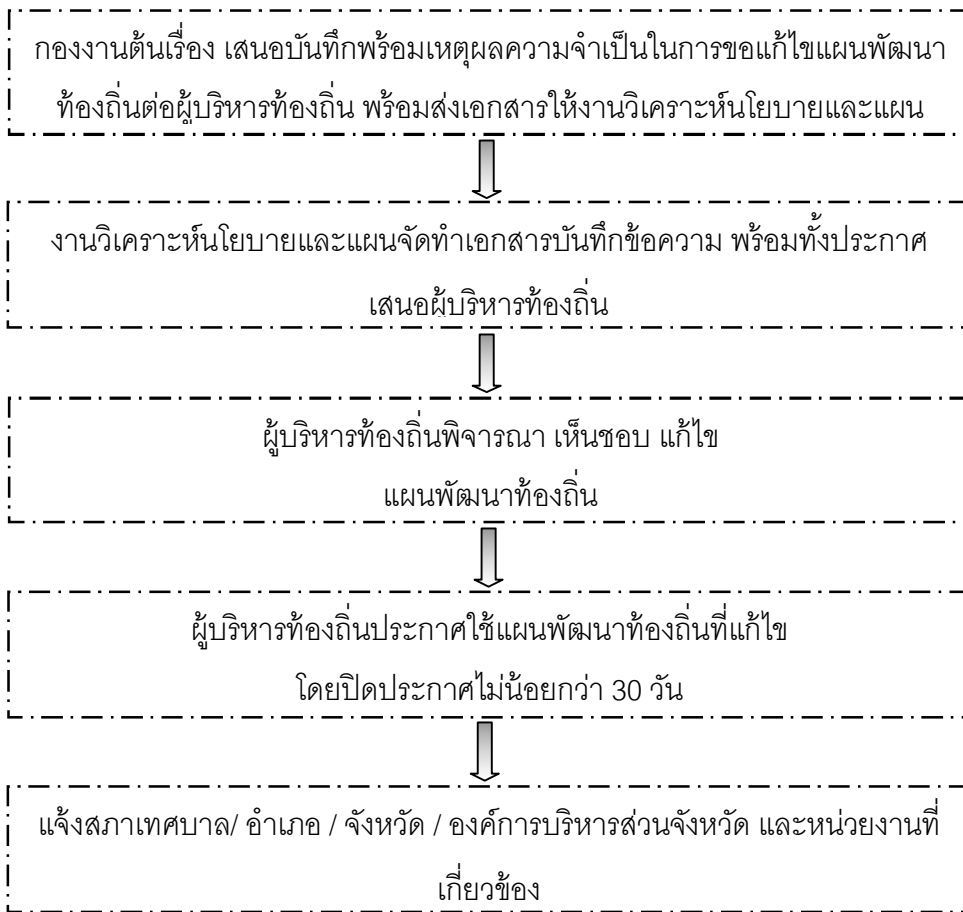 กองงานต้นเรื่อง เสนอบันทึกพร้อมเหตุผลความจำเป็นในการขอแก้ไขแผนพัฒนา
ท้องถิ่นต่อผู้บริหารท้องถิ่น พร้อมส่งเอกสารให้งานวิเคราะห์นโยบายและแผน
งานวิเคราะห์นโยบายและแผนจัดทำเอกสารบันทึกข้อความ พร้อมทั้งประกาศ
เสนอผู้บริหารท้องถิ่น
ผู้บริหารท้องถิ่นพิจารณา เห็นชอบ แก้ไข
แผนพัฒนาท้องถิ่น
ผู้บริหารท้องถิ่นประกาศใช้แผนพัฒนาท้องถิ่นที่แก้ไข
โดยปิดประกาศไม่น้อยกว่า 30 วัน
แจ้งสภาเทศบาล/ อำเภอ / จังหวัด / องค์การบริหารส่วนจังหวัด และหน่วยงานที่
เกี่ยวข้อง